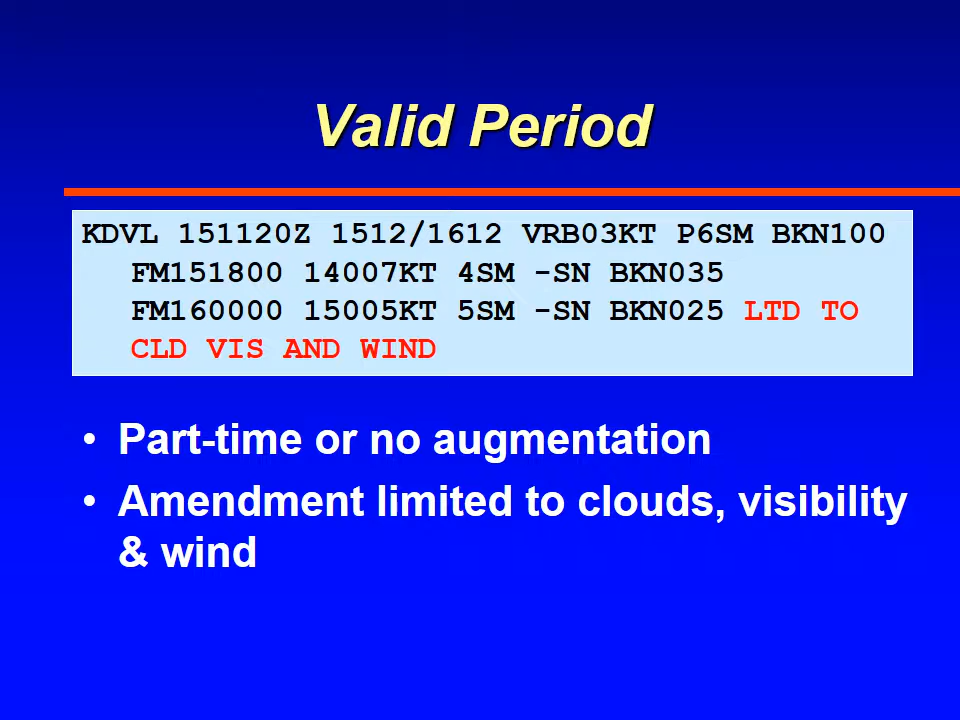 Valid Period
KDVL 151120Z 1512/1612 VRB03KT P6SM BKN100
FM151800 14007KT 4SM -SN BKN035
FM160000 15005KT 5SM -SN BKN025 LTD TO
CLD VIS AND WIND
• Part-time or no augmentation
• Amendment limited to clouds, visibility
& wind